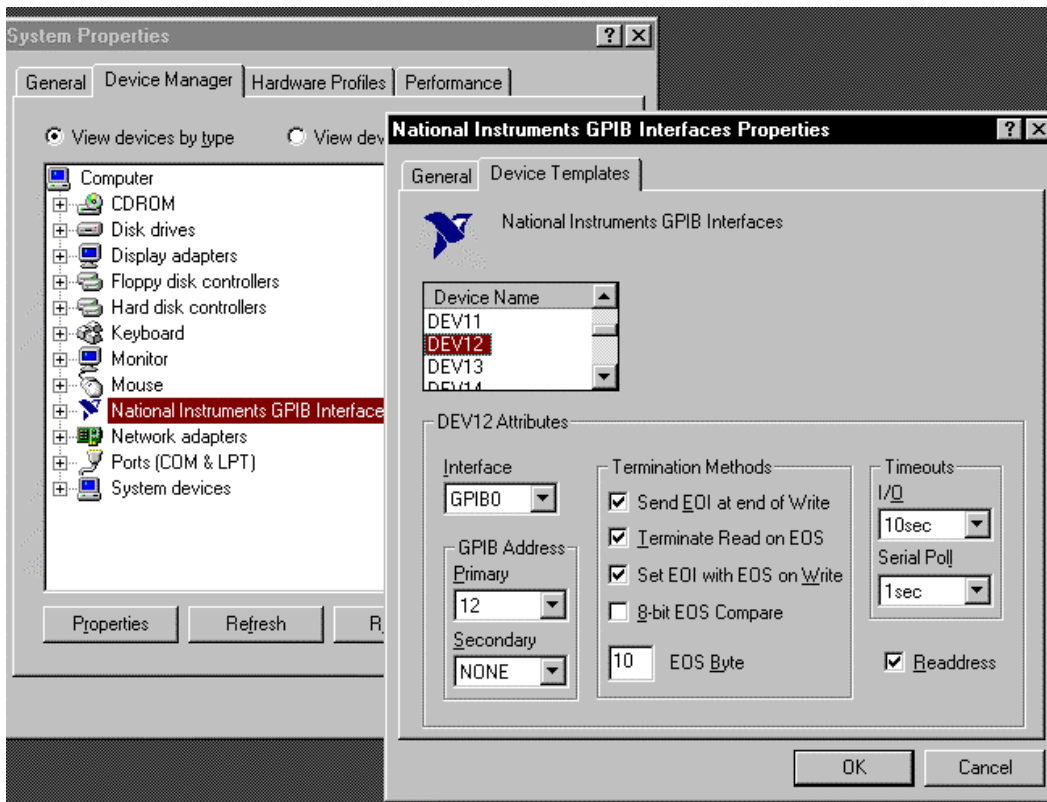 System Properties
General Device Manager Hardware Profiles Performance
View devices by type View dev
Computer
CDROM
Disk drives
Display adapters
Floppy disk controllers
Hard disk controllers
Keyboard
Monitor
Mouse
National Instruments GPIB Interface
Network adapters
Ports (COM & LPT)
System devices
Properties Refresh R
National Instruments GPIB Interfaces Properties
General Device Templates
National Instruments GPIB Interfaces
Device Name
DEV11
DEV12
DEV13
DEV14
DEV12 Attributes
Interface
GPIB0
GPIB Address
Primary
12
Secondary
NONE
Termination Methods
Send EOI at end of Write
Terminate Read on EOS
Set EOI with EOS on Write
8-bit EOS Compare
10 EOS Byte
Timeouts
I/O
10sec
Serial Poll
1sec
Readdress
OK Cancel